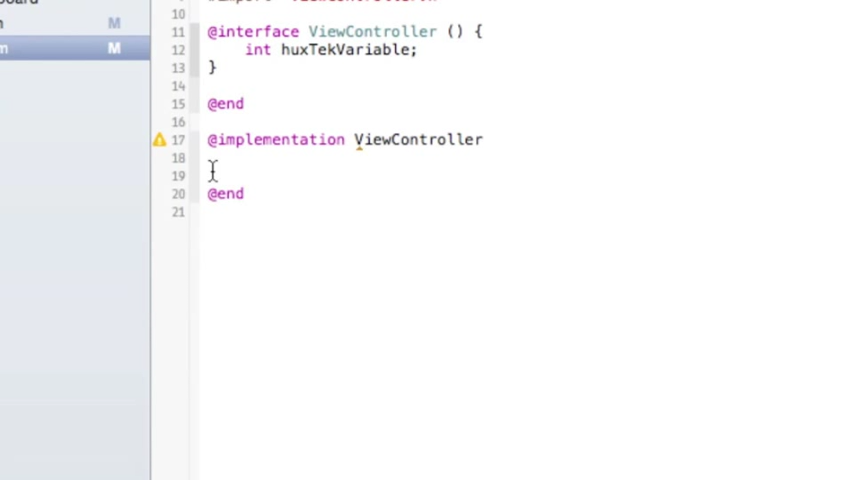 M
M
10
11 @interface ViewController () {
12 int huxTekVariable;
13 }
14
15 @end
16
17 @implementation ViewController
18
19
20 @end
21